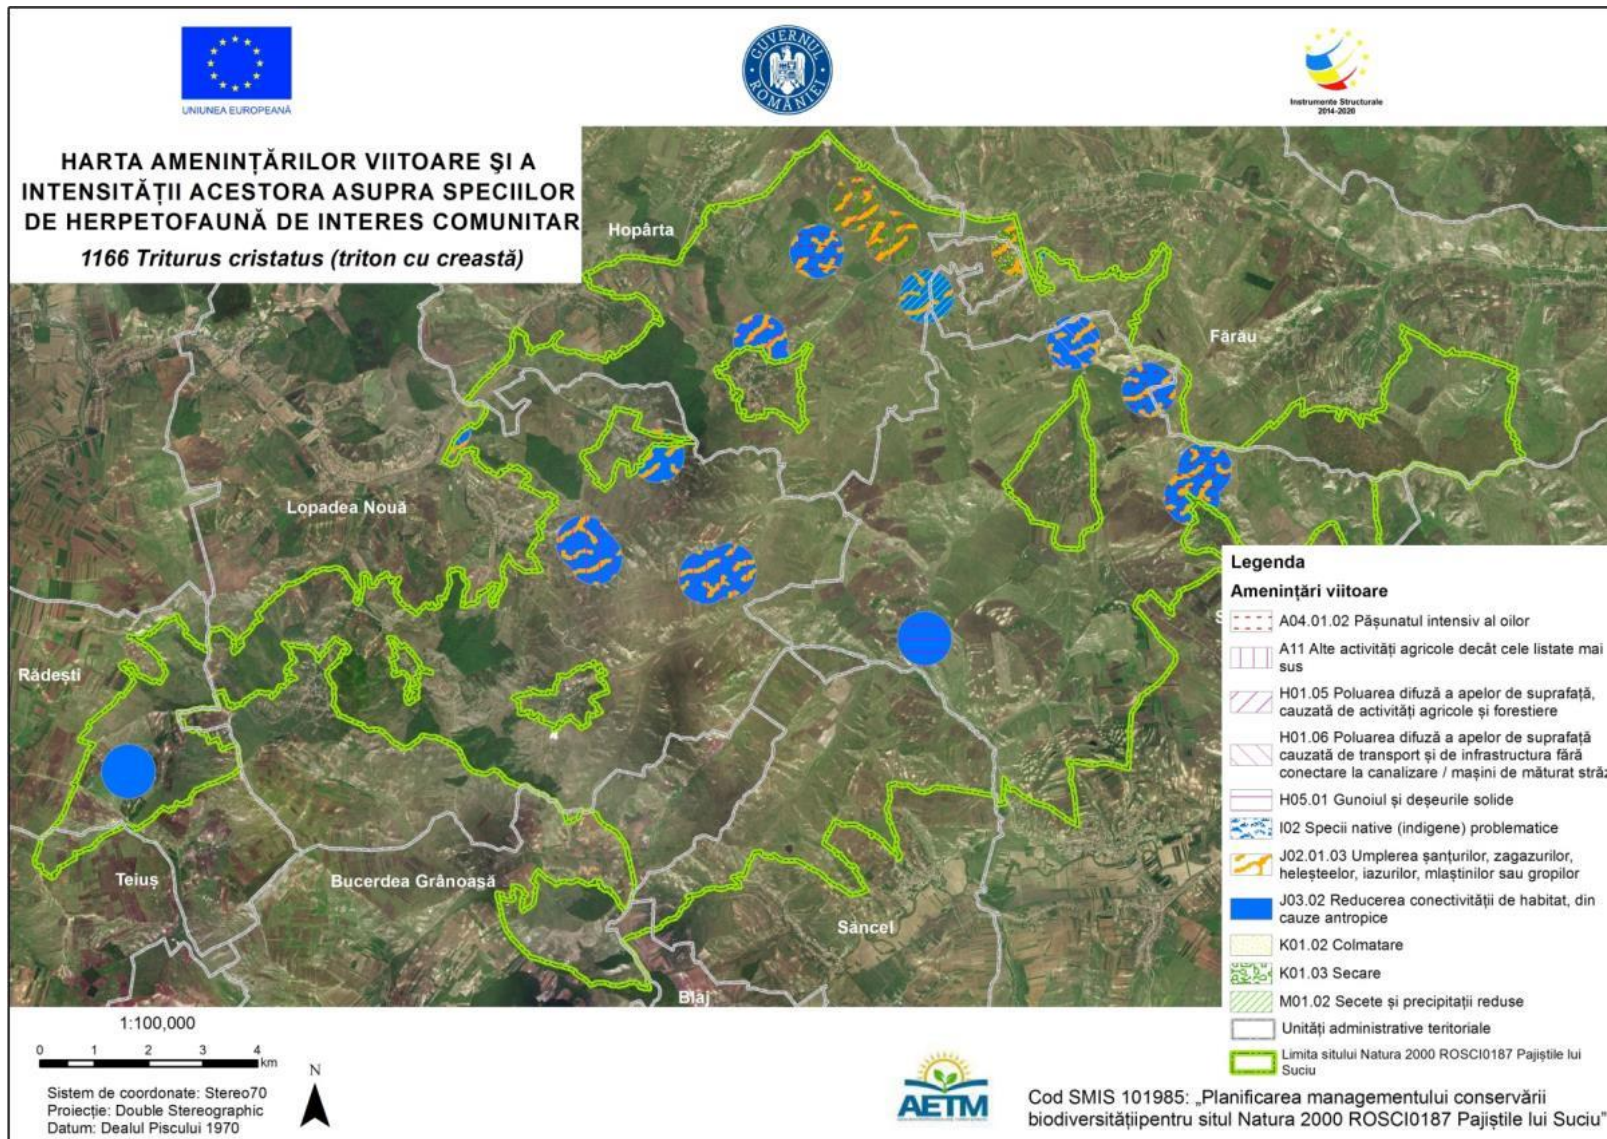 UNIUNEA EUROPEANĂ
GUVERNUL ROMÂNIEI
Instrumente Structurale
2014-2020
HARTA AMENINȚĂRILOR VIITOARE ȘI A
INTENSITĂȚII ACESTORA ASUPRA SPECIILOR
DE HERPETOFAUNĂ DE INTERES COMUNITAR
1166 Triturus cristatus (triton cu creastă)
Hopârta
Fărău
Lopadea Nouă
Rădești
Teiuș
Bucerdea Grânoașă
Sâncel
Blaj
Legenda
Amenințări viitoare
A04.01.02 Pășunatul intensiv al oilor
A11 Alte activități agricole decât cele listate mai
sus
H01.05 Poluarea difuză a apelor de suprafață,
cauzată de activități agricole și forestiere
H01.06 Poluarea difuză a apelor de suprafață
cauzată de transport și de infrastructura fără
conectare la canalizare / mașini de măturat străz
H05.01 Gunoiul și deșeurile solide
I02 Specii native (indigene) problematice
J02.01.03 Umplerea șanțurilor, zagazurilor,
heleșteelor, iazurilor, mlaștinilor sau gropilor
J03.02 Reducerea conectivității de habitat, din
cauze antropice
K01.02 Colmatare
K01.03 Secare
M01.02 Secete și precipitații reduse
Unități administrative teritoriale
Limita sitului Natura 2000 ROSCI0187 Pajiștile lui
Suciu
1:100,000
0 1 2 3 4
km
N
Sistem de coordonate: Stereo70
Proiecție: Double Stereographic
Datum: Dealul Piscului 1970
AETM
Cod SMIS 101985: „Planificarea managementului conservării
biodiversitățiipentru situl Natura 2000 ROSCI0187 Pajiștile lui Suciu"